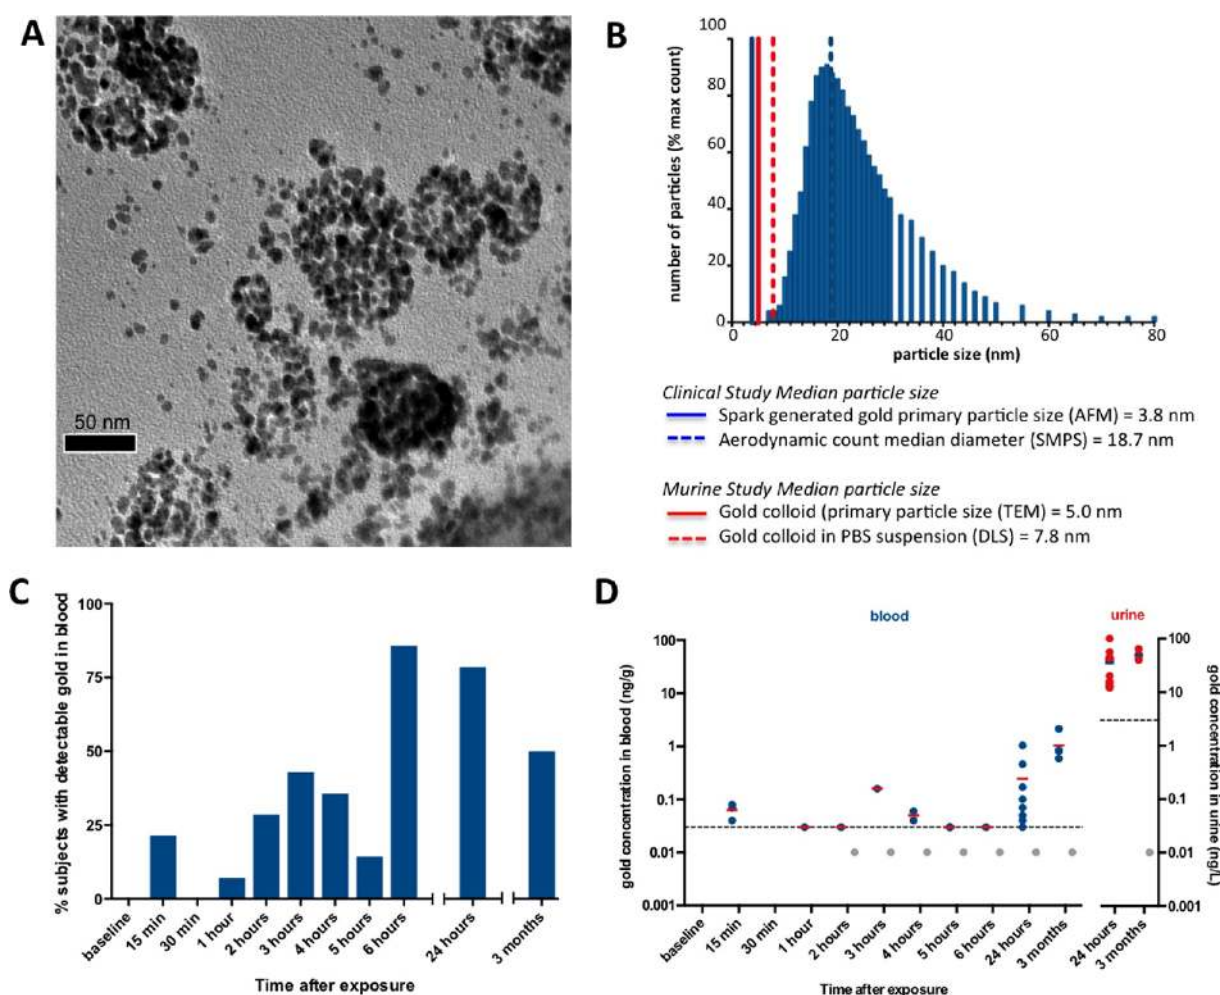 A
50 nm
B
number of particles (% max count)
100
80
60
40
20
0
0 20 40 60 80
particle size (nm)
Clinical Study Median particle size
Spark generated gold primary particle size (AFM) = 3.8 nm
Aerodynamic count median diameter (SMPS) = 18.7 nm
Murine Study Median particle size
Gold colloid (primary particle size (TEM) = 5.0 nm
Gold colloid in PBS suspension (DLS) = 7.8 nm
C
% subjects with detectable gold in blood
100
75
50
25
0
baseline
15 min
30 min
1 hour
2 hours
3 hours
4 hours
5 hours
6 hours
24 hours
3 months
Time after exposure
D
blood
urine
gold concentration in blood (ng/g)
100
10
1
0.1
0.01
0.001
baseline
15 min
30 min
1 hour
2 hours
3 hours
4 hours
5 hours
6 hours
24 hours
3 months
24 hours
3 months
100
10
1
0.1
0.01
0.001
gold concentration in urine (ng/L)
Time after exposure